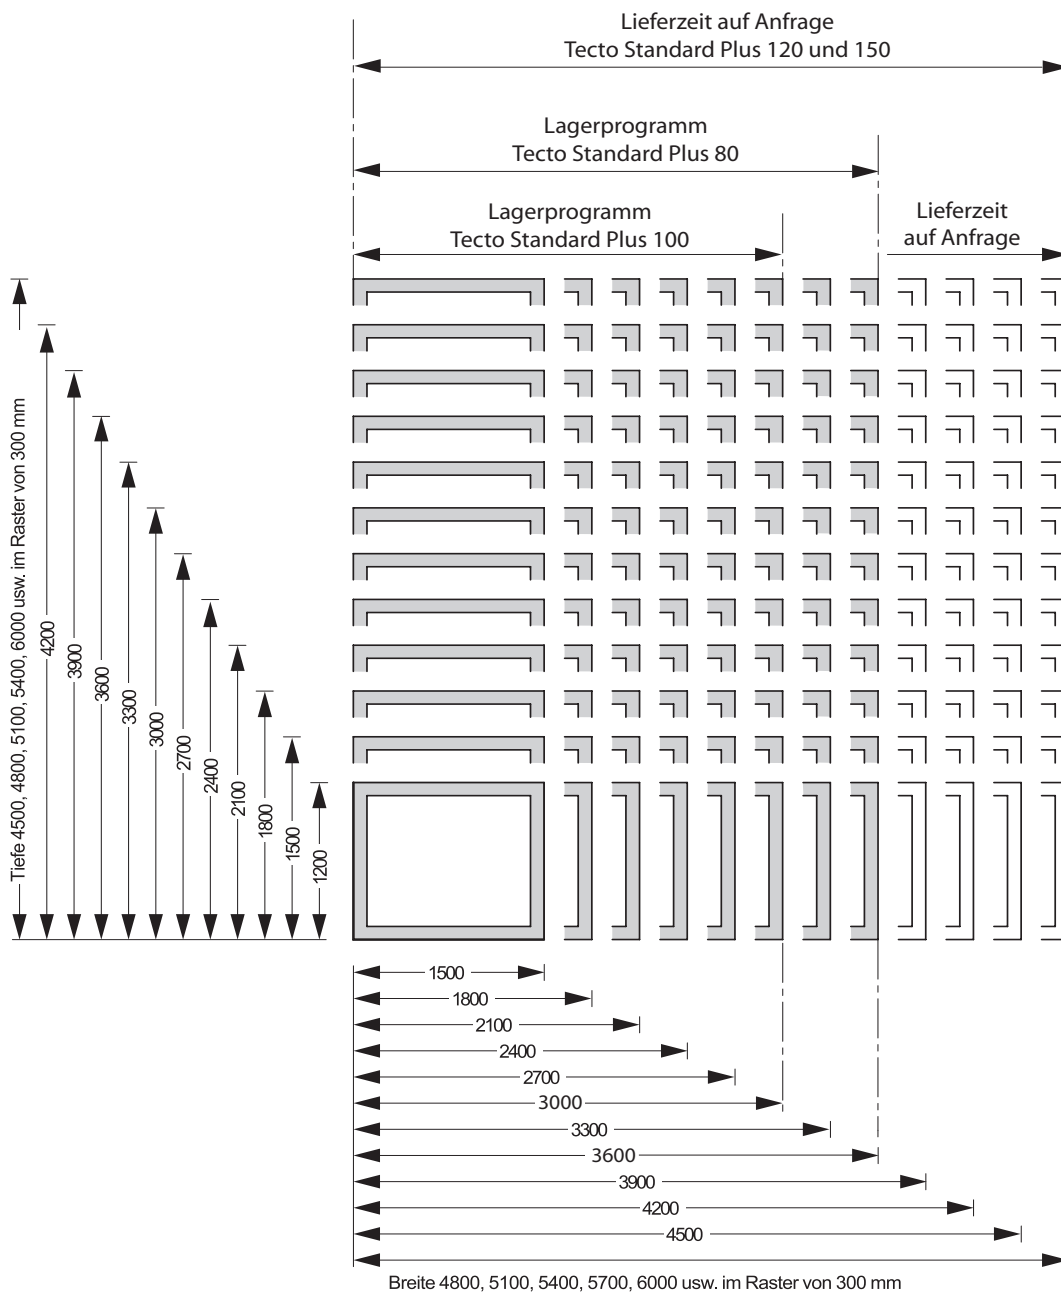 Lieferzeit auf Anfrage
Tecto Standard Plus 120 und 150
Lagerprogramm
Tecto Standard Plus 80
Lagerprogramm
Tecto Standard Plus 100
Lieferzeit
auf Anfrage
Tiefe 4500, 4800, 5100, 5400, 6000 usw. im Raster von 300 mm
4200
3900
3600
3300
3000
2700
2400
2100
1800
1500
1200
1500
1800
2100
2400
2700
3000
3300
3600
3900
4200
4500
Breite 4800, 5100, 5400, 5700, 6000 usw. im Raster von 300 mm